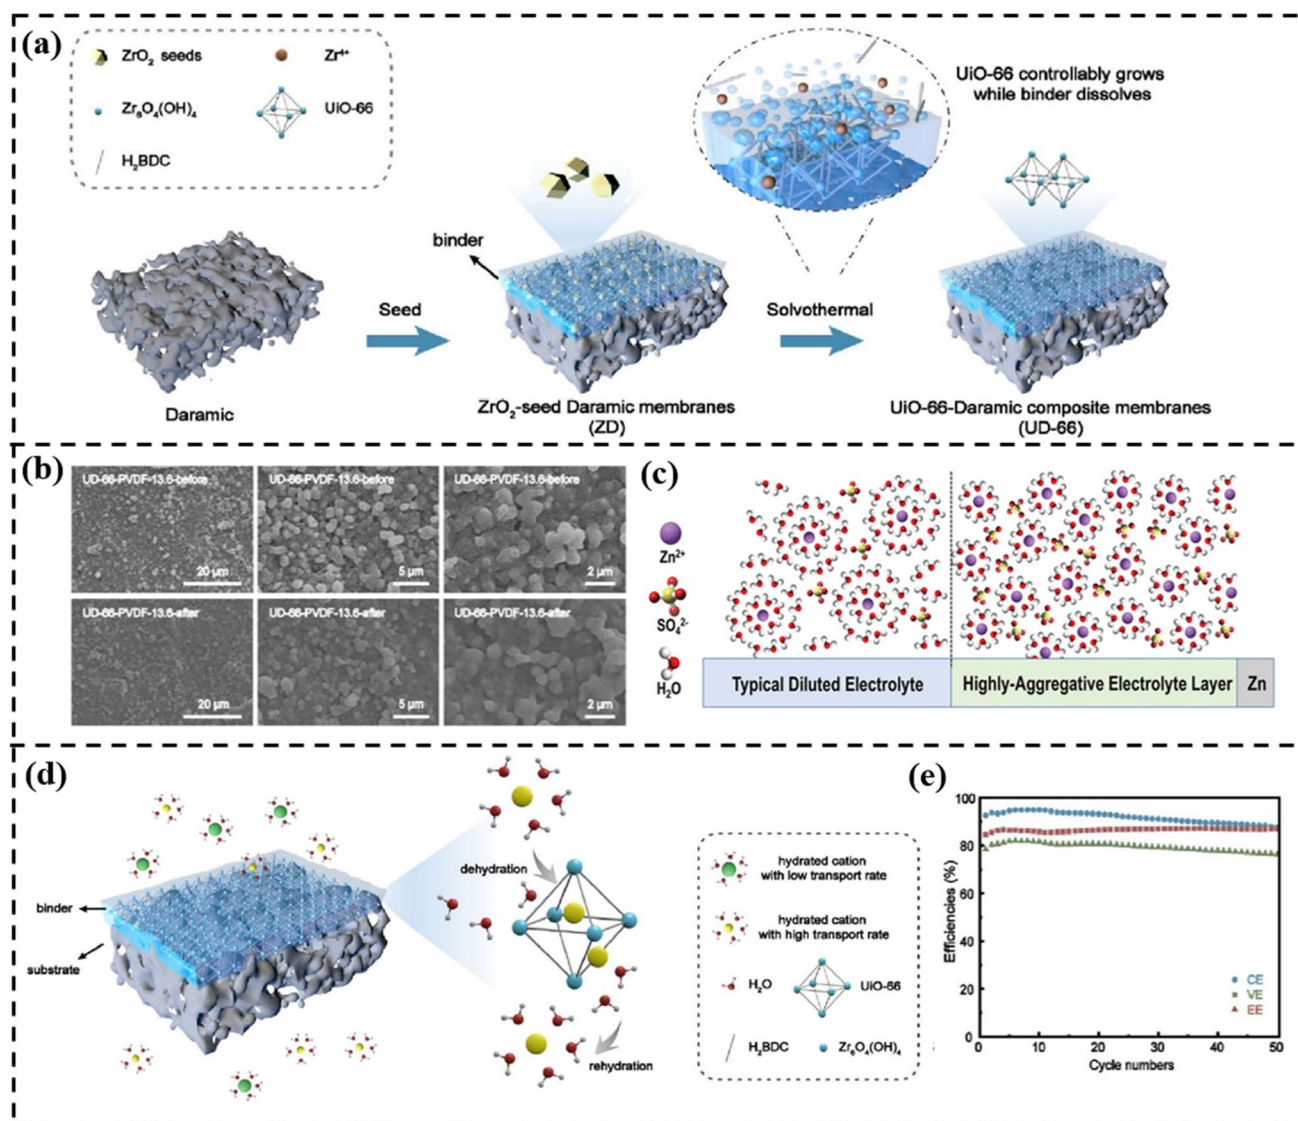 (a)
ZrO2 seeds
Zr4+
Zr6O4(OH)4
UiO-66
H2BDC
UiO-66 controllably grows
while binder dissolves
binder
Seed
Solvothermal
Daramic
ZrO2-seed Daramic membranes
(ZD)
UiO-66-Daramic composite membranes
(UD-66)
(b)
UD-66-PVDF-13.6-before
20 μm
UD-66-PVDF-13.6-before
5 μm
UD-66-PVDF-13.6-before
2 μm
UD-66-PVDF-13.6-after
20 μm
UD-66-PVDF-13.6-after
5 μm
UD-66-PVDF-13.6-after
2 μm
(c)
Zn2+
SO42-
H2O
Typical Diluted Electrolyte
Highly-Aggregative Electrolyte Layer
Zn
(d)
binder
substrate
dehydration
rehydration
hydrated cation
with low transport rate
hydrated cation
with high transport rate
H2O
UiO-66
H2BDC
Zr6O4(OH)4
(e)
Efficiencies (%)
100
80
60
40
20
0
CE
VE
EE
0 10 20 30 40 50
Cycle numbers